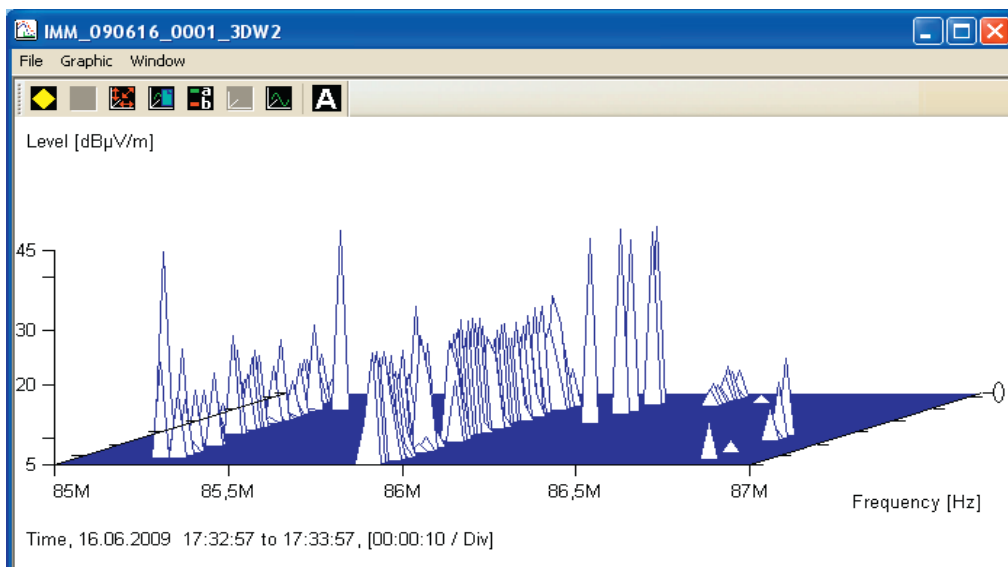 IMM_090616_0001_3DW2
File Graphic Window
a
b
A
Level [dBµV/m]
45
30
20
5
0
85M 85,5M 86M 86,5M 87M
Frequency [Hz]
Time, 16.06.2009 17:32:57 to 17:33:57, [00:00:10 / Div]